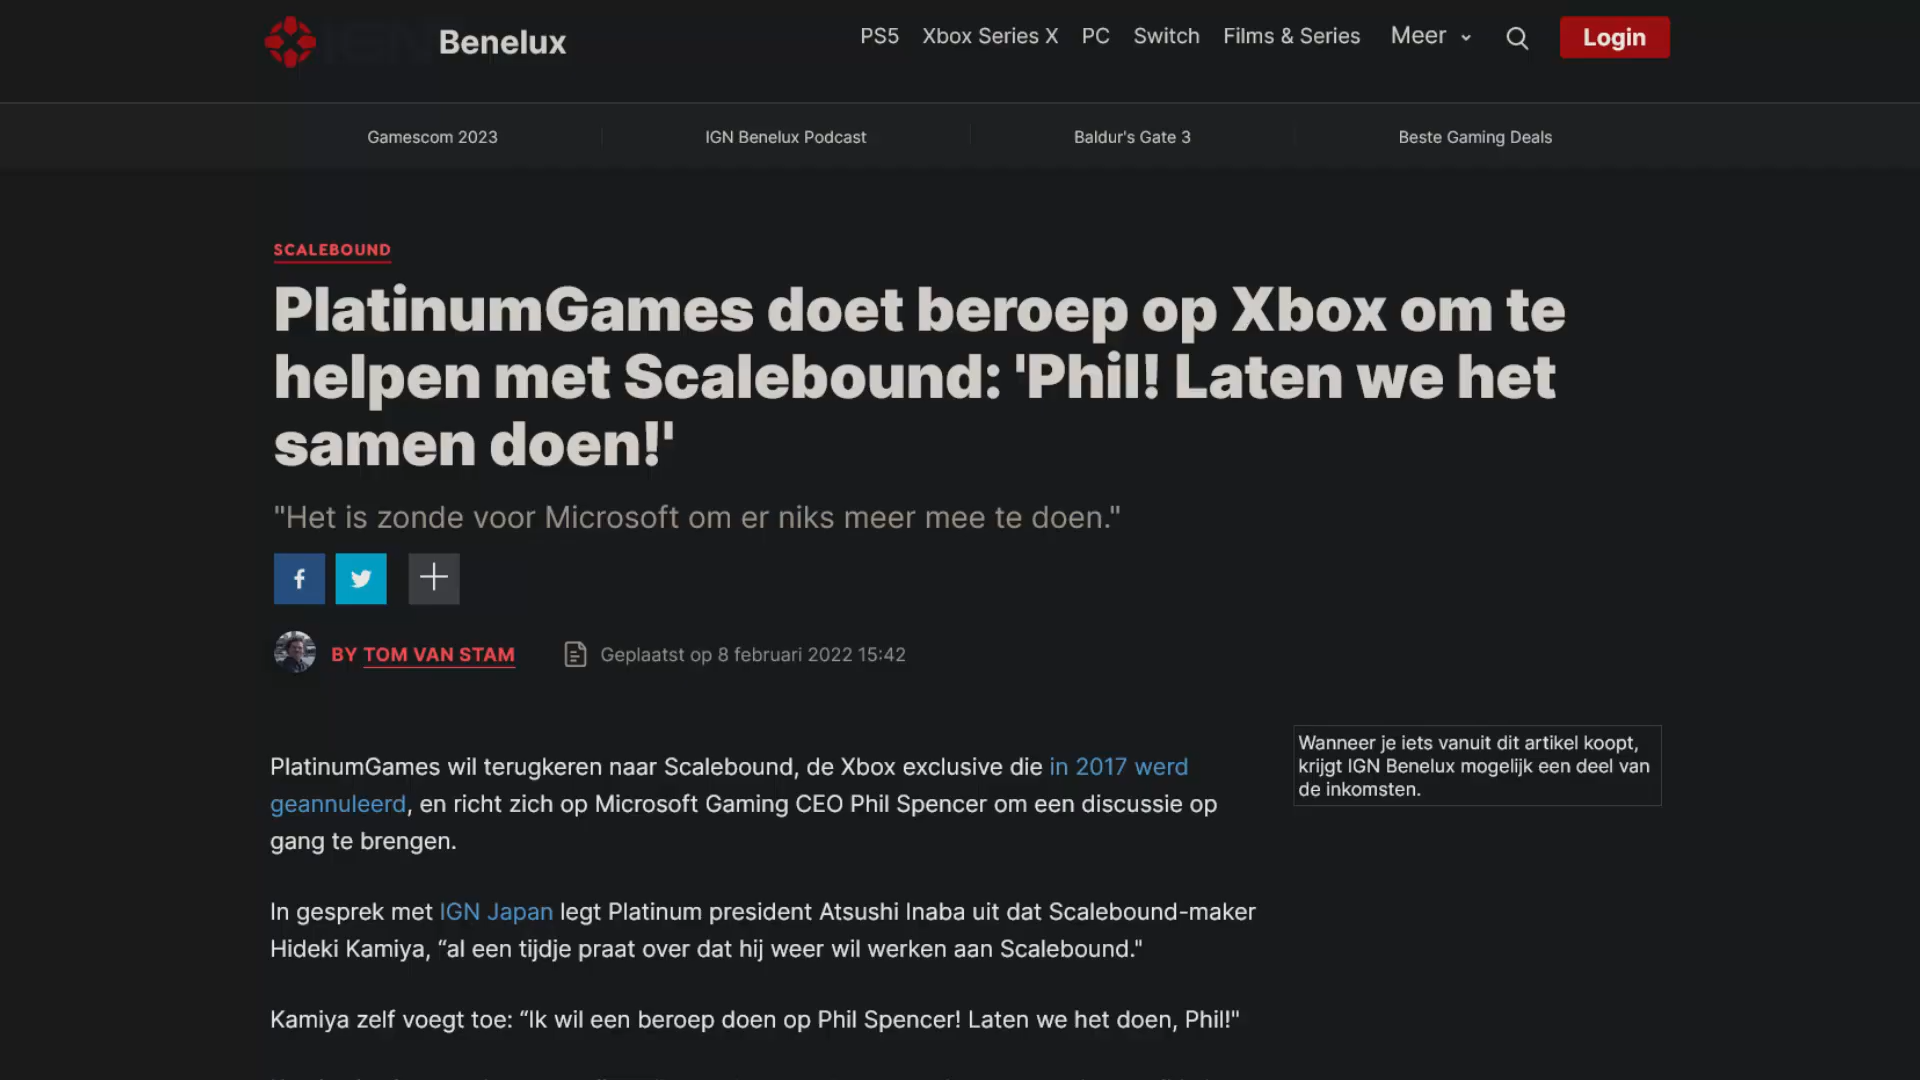 Benelux
PS5 Xbox Series X PC Switch Films & Series Meer Login
Gamescom 2023 IGN Benelux Podcast Baldur's Gate 3 Beste Gaming Deals
SCALEBOUND
PlatinumGames doet beroep op Xbox om te
helpen met Scalebound: 'Phil! Laten we het
samen doen!'
"Het is zonde voor Microsoft om er niks meer mee te doen."
BY TOM VAN STAM Geplaatst op 8 februari 2022 15:42
PlatinumGames wil terugkeren naar Scalebound, de Xbox exclusive die in 2017 werd
geannuleerd, en richt zich op Microsoft Gaming CEO Phil Spencer om een discussie op
gang te brengen.
In gesprek met IGN Japan legt Platinum president Atsushi Inaba uit dat Scalebound-maker
Hideki Kamiya, “al een tijdje praat over dat hij weer wil werken aan Scalebound."
Kamiya zelf voegt toe: “Ik wil een beroep doen op Phil Spencer! Laten we het doen, Phil!"
Wanneer je iets vanuit dit artikel koopt,
krijgt IGN Benelux mogelijk een deel van
de inkomsten.